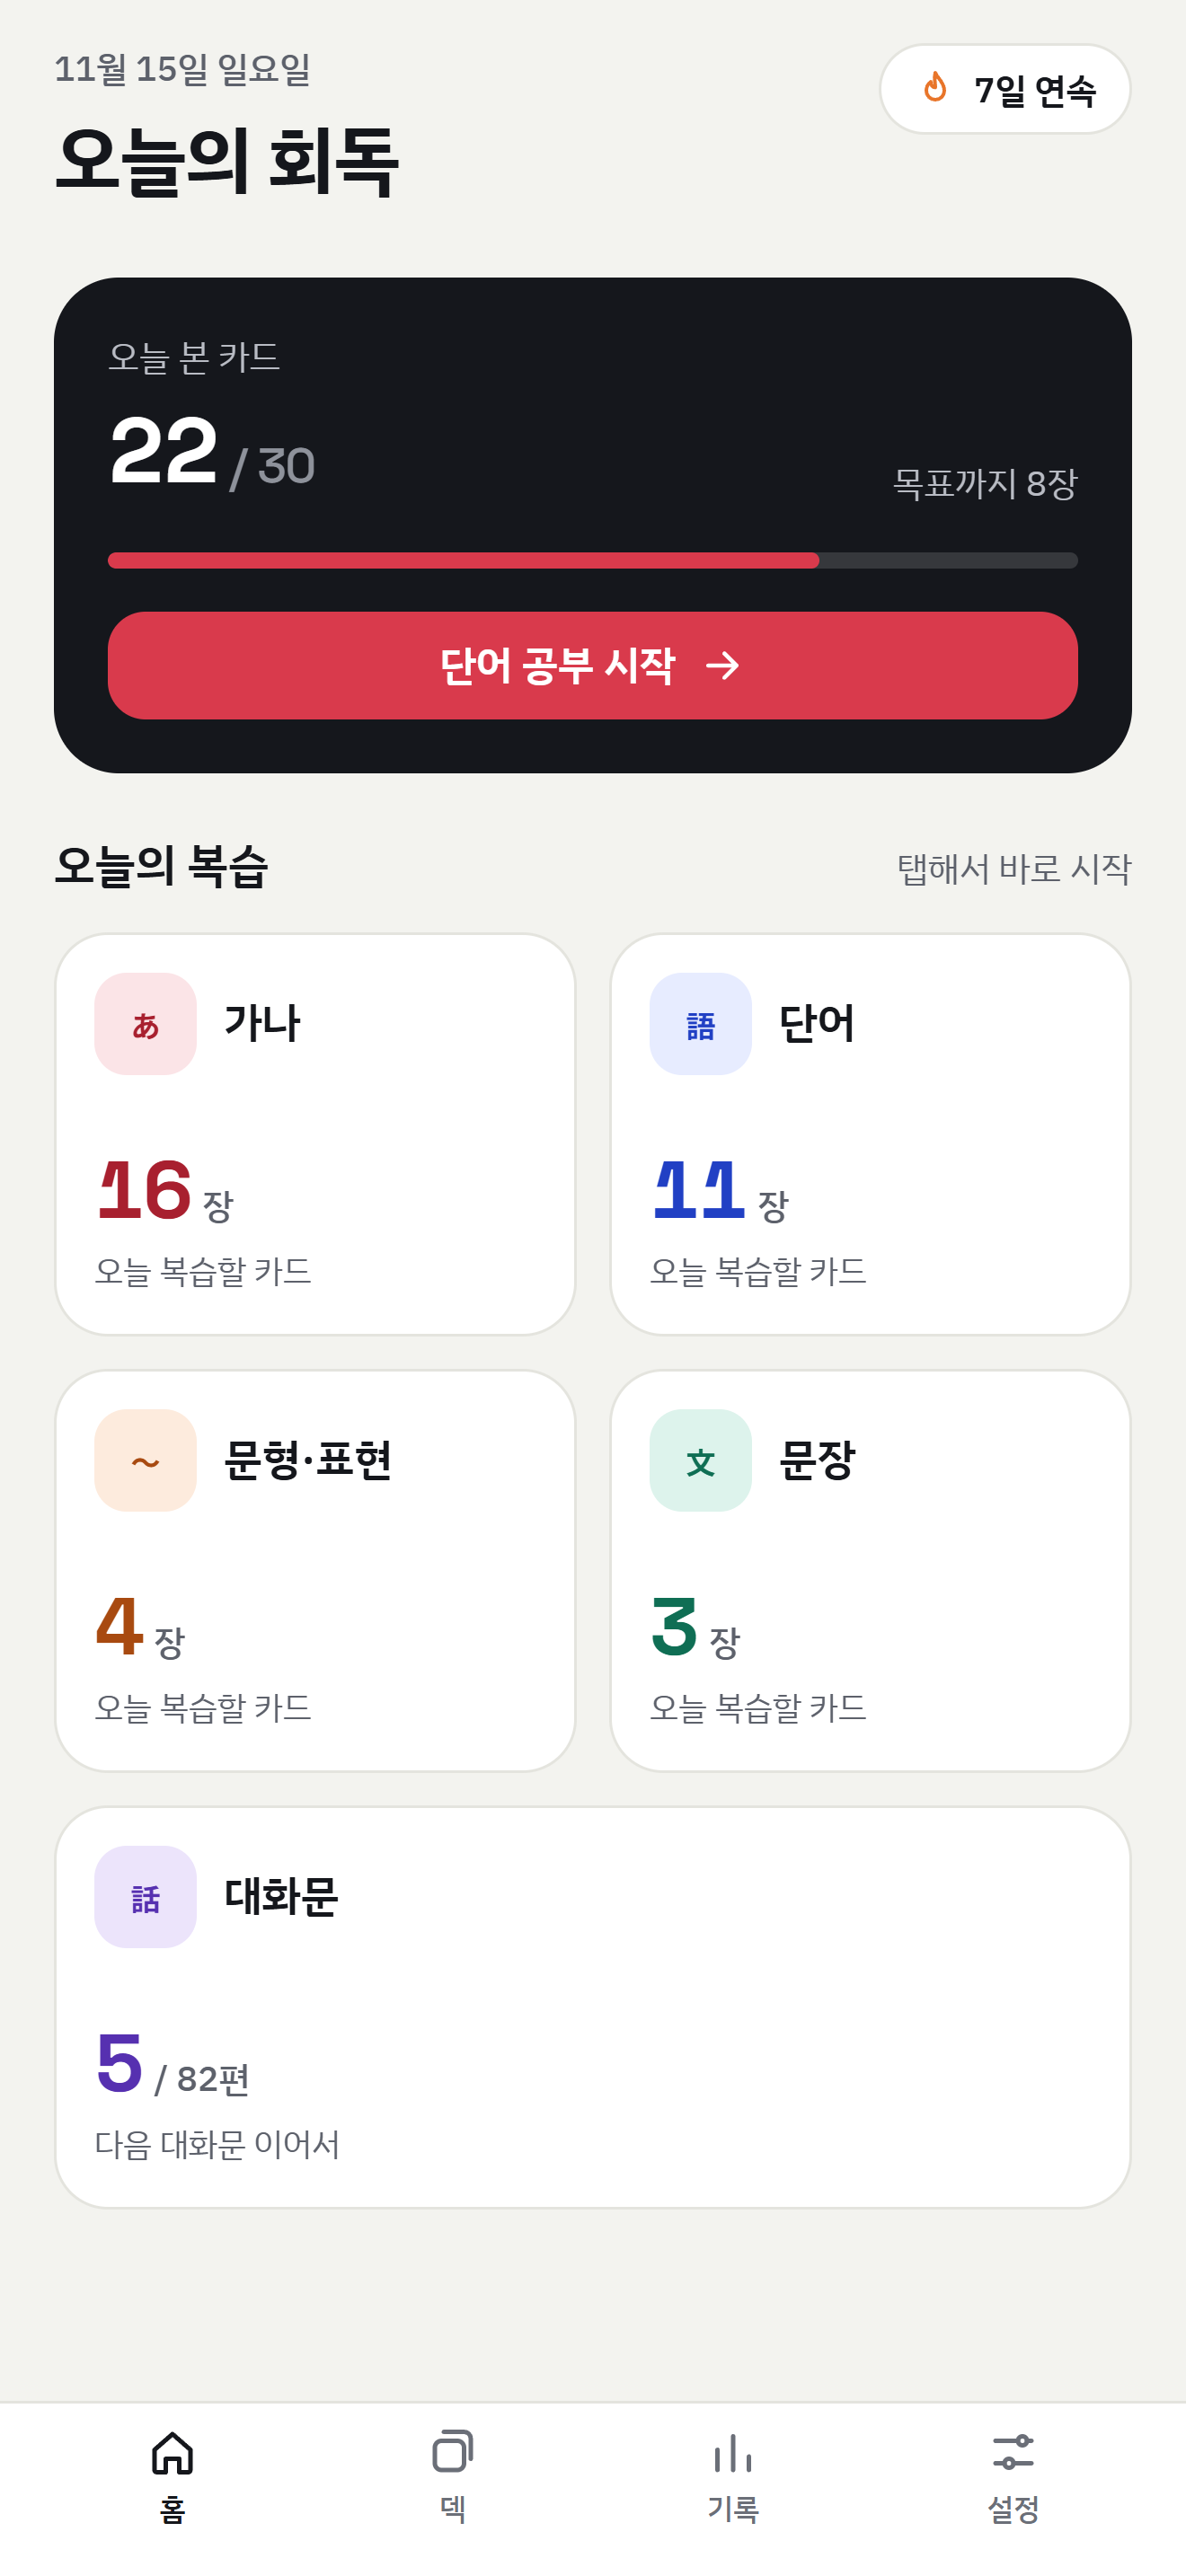 11월 15일 일요일
7일 연속
오늘의 회독
오늘 본 카드
22 / 30
목표까지 8장
단어 공부 시작 →
오늘의 복습
탭해서 바로 시작
あ 가나
16 장
오늘 복습할 카드
語 단어
11 장
오늘 복습할 카드
～ 문형·표현
4 장
오늘 복습할 카드
文 문장
3 장
오늘 복습할 카드
話 대화문
5 / 82편
다음 대화문 이어서
홈
덱
기록
설정